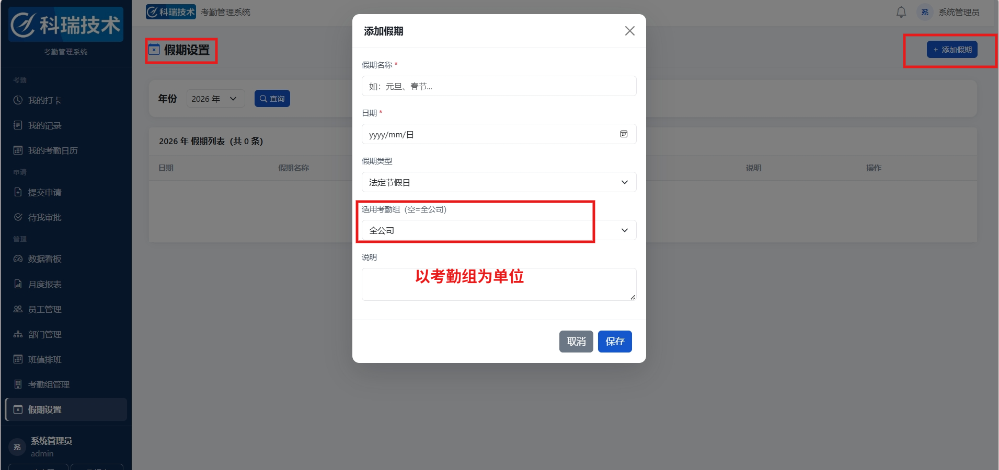 科瑞技术
考勤管理系统
考勤
我的打卡
我的记录
我的考勤日历
申请
提交申请
待我审批
管理
数据看板
月度报表
员工管理
部门管理
班值排班
考勤组管理
假期设置
系
系统管理员
admin
科瑞技术 考勤管理系统
系 系统管理员
假期设置
+ 添加假期
年份 2026 年 查询
2026 年 假期列表（共 0 条）
日期 假期名称 说明 操作
添加假期
假期名称 *
如：元旦、春节...
日期 *
yyyy/mm/日
假期类型
法定节假日
适用考勤组（空=全公司）
全公司
说明
以考勤组为单位
取消 保存